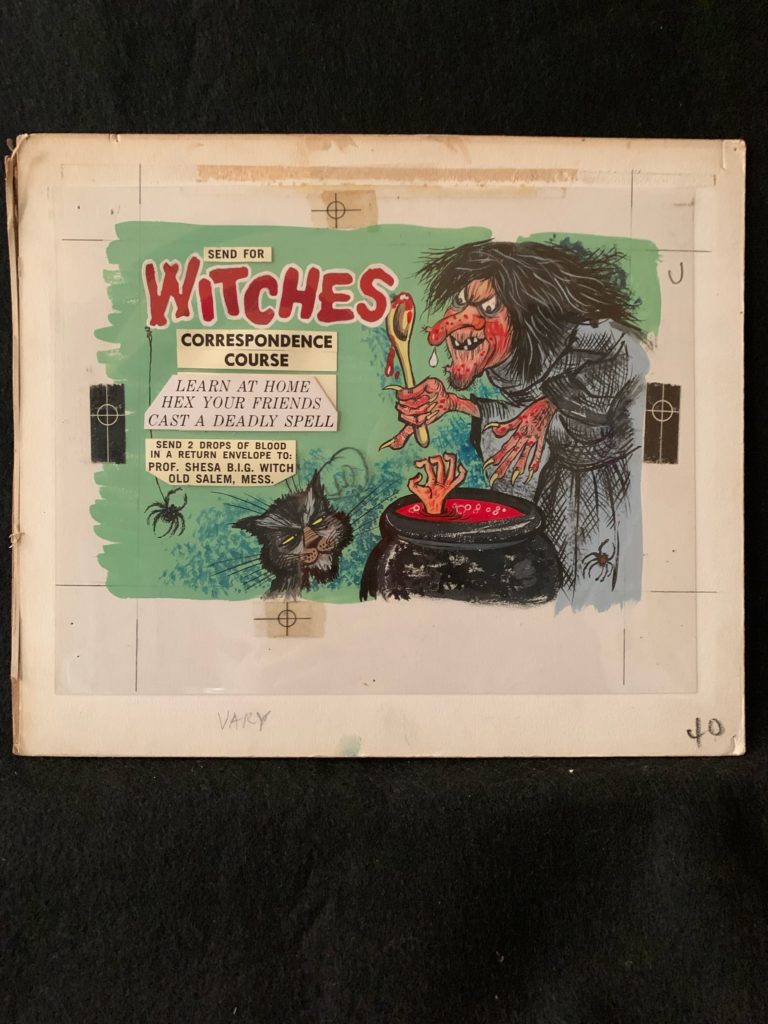 SEND FOR
WITCHES
CORRESPONDENCE
COURSE
LEARN AT HOME
HEX YOUR FRIENDS
CAST A DEADLY SPELL
SEND 2 DROPS OF BLOOD
IN A RETURN ENVELOPE TO:
PROF. SHESA B.I.G. WITCH
OLD SALEM, MESS.
U
VARY
40